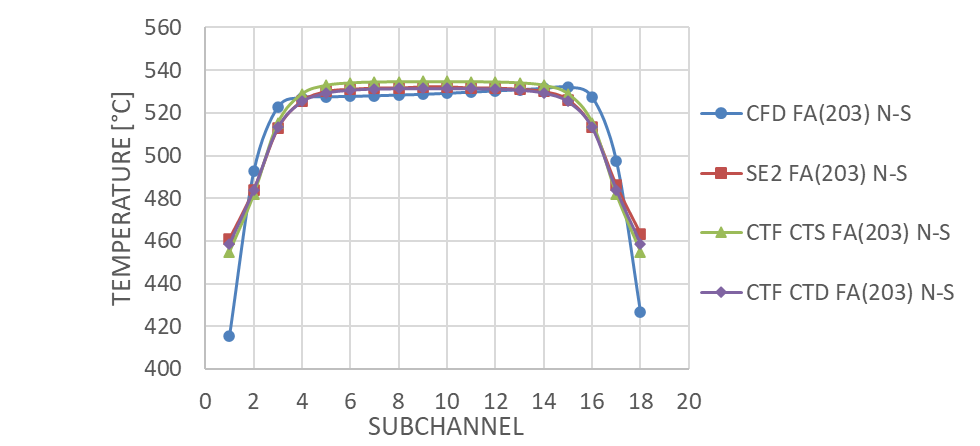 560
540
520
500
480
460
440
420
400
TEMPERATURE [°C]
0 2 4 6 8 10 12 14 16 18 20
SUBCHANNEL
CFD FA(203) N-S
SE2 FA(203) N-S
CTF CTS FA(203) N-S
CTF CTD FA(203) N-S